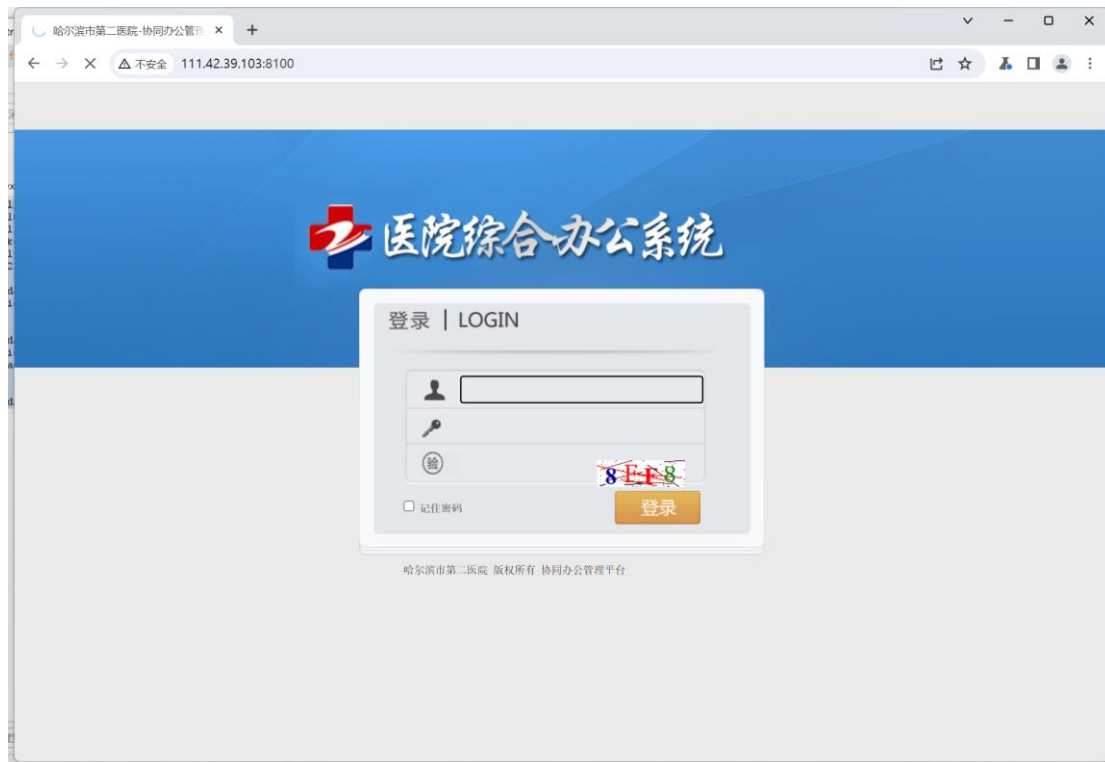 哈尔滨市第二医院-协同办公管理
不安全 111.42.39.103:8100
医院综合办公系统
登录 | LOGIN
验
8EF8
记住密码
登录
哈尔滨市第二医院 版权所有 协同办公管理平台